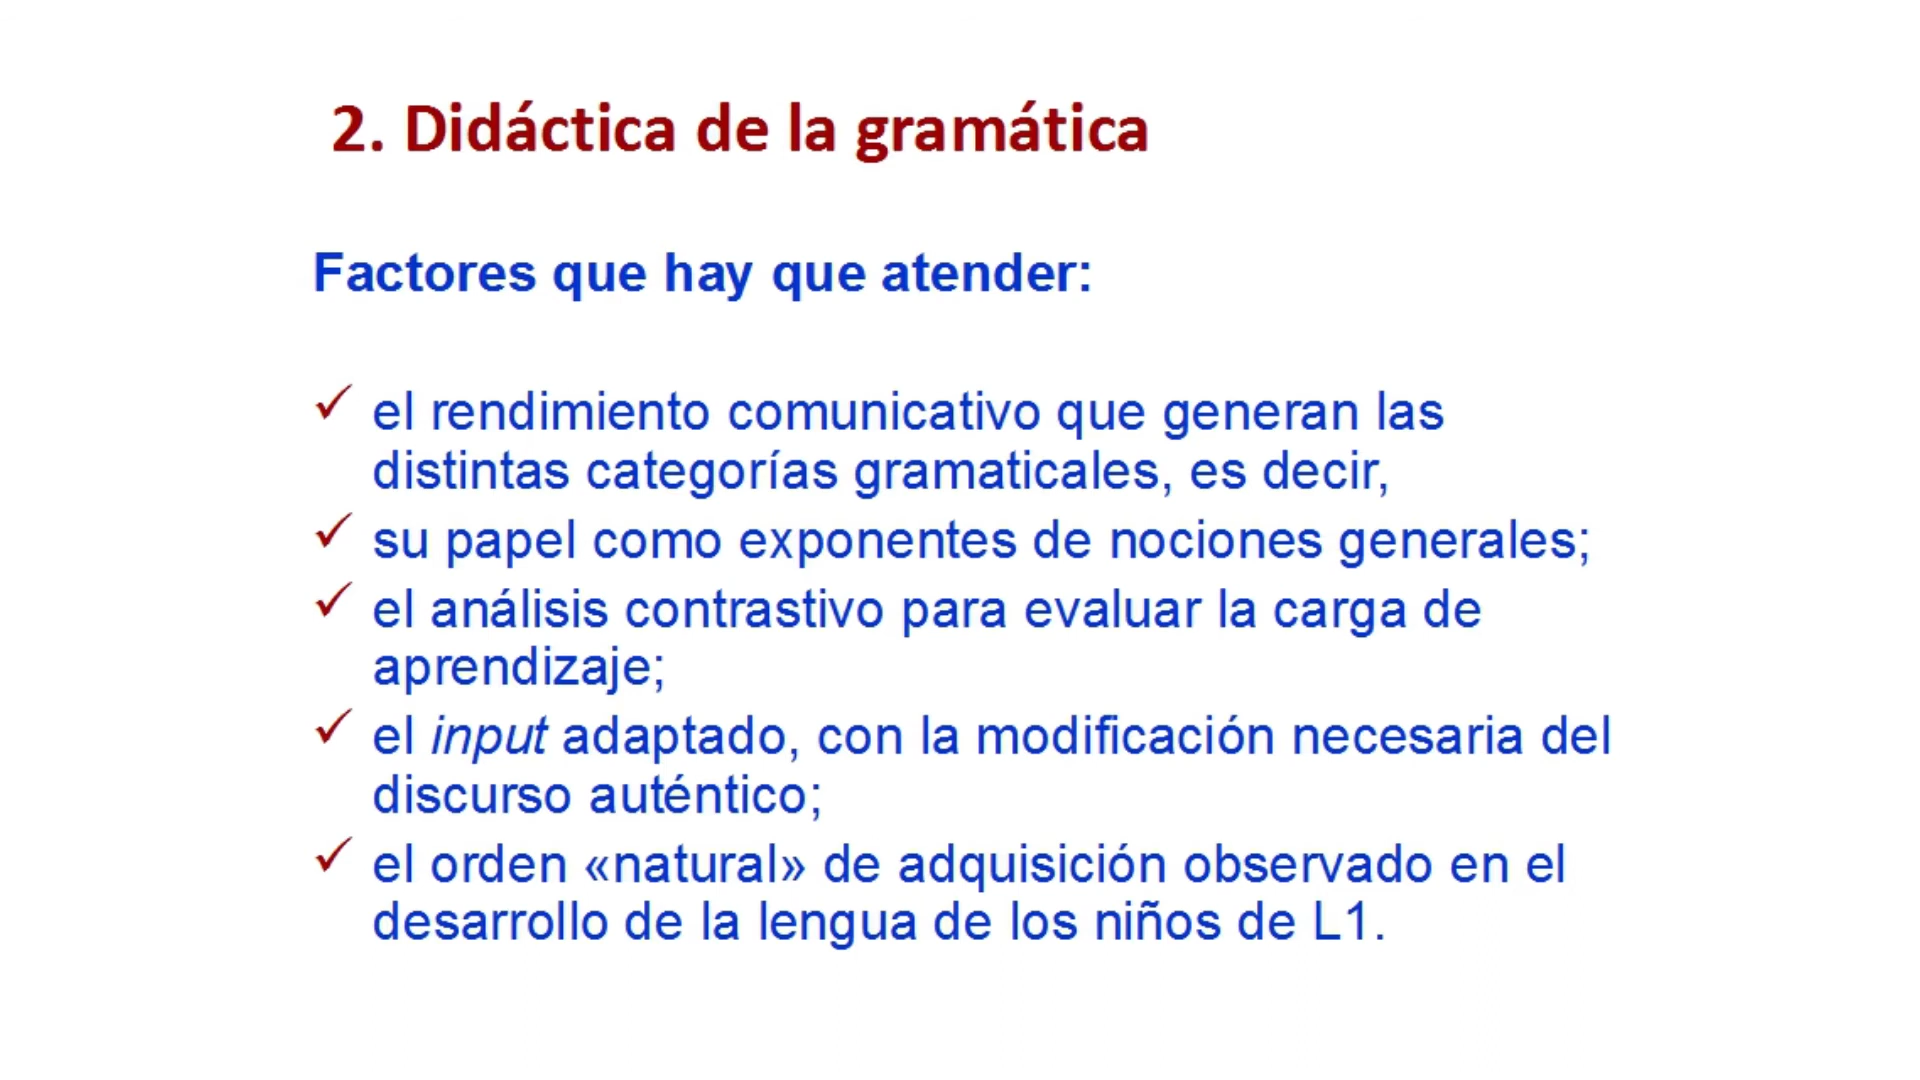 2. Didáctica de la gramática
Factores que hay que atender:
✓ el rendimiento comunicativo que generan las
distintas categorías gramaticales, es decir,
✓ su papel como exponentes de nociones generales;
✓ el análisis contrastivo para evaluar la carga de
aprendizaje;
✓ el input adaptado, con la modificación necesaria del
discurso auténtico;
✓ el orden «natural» de adquisición observado en el
desarrollo de la lengua de los niños de L1.